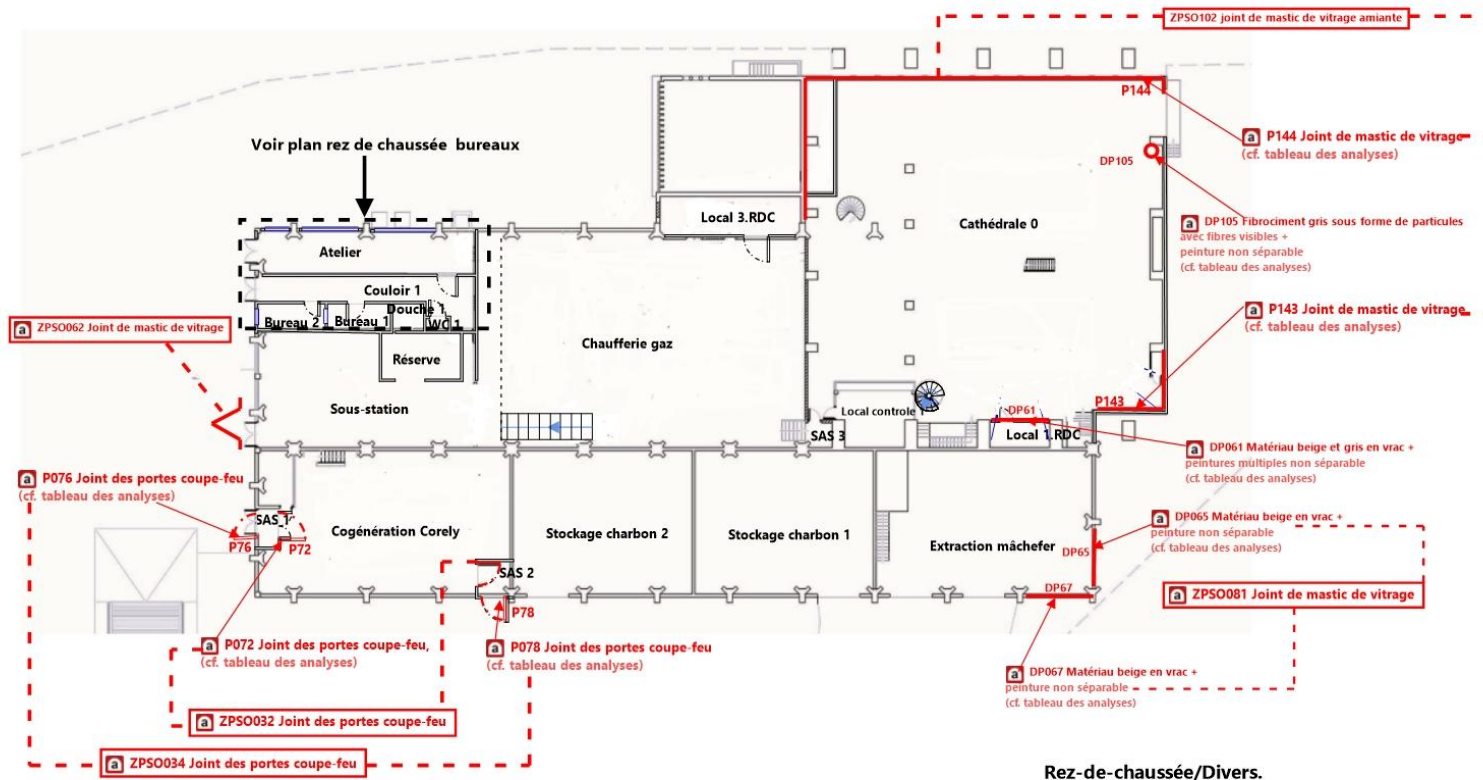 ZPSO102 joint de mastic de vitrage amiante
P144
Voir plan rez de chaussée bureaux
a P144 Joint de mastic de vitrage
(cf. tableau des analyses)
DP105
Local 3.RDC
Cathédrale 0
a DP105 Fibrociment gris sous forme de particules
avec fibres visibles +
peinture non séparable
(cf. tableau des analyses)
Atelier
Couloir 1
Douche 1
Bureau 2
Bureau 1
WC 1
a ZPSO062 Joint de mastic de vitrage
Chaufferie gaz
a P143 Joint de mastic de vitrage
(cf. tableau des analyses)
Réserve
Sous-station
P143
Local controle 1
DP61
SAS 3
Local 1.RDC
a DP061 Matériau beige et gris en vrac +
peintures multiples non séparable
(cf. tableau des analyses)
a P076 Joint des portes coupe-feu
(cf. tableau des analyses)
SAS 1
P76
P72
Cogénération Corely
Stockage charbon 2
Stockage charbon 1
Extraction mâchefer
a DP065 Matériau beige en vrac +
peinture non séparable
(cf. tableau des analyses)
DP65
SAS 2
P78
DP67
a ZPSO081 Joint de mastic de vitrage
a P072 Joint des portes coupe-feu,
(cf. tableau des analyses)
a P078 Joint des portes coupe-feu
(cf. tableau des analyses)
a DP067 Matériau beige en vrac +
peinture non séparable
(cf. tableau des analyses)
a ZPSO032 Joint des portes coupe-feu
a ZPSO034 Joint des portes coupe-feu
Rez-de-chaussée/Divers.